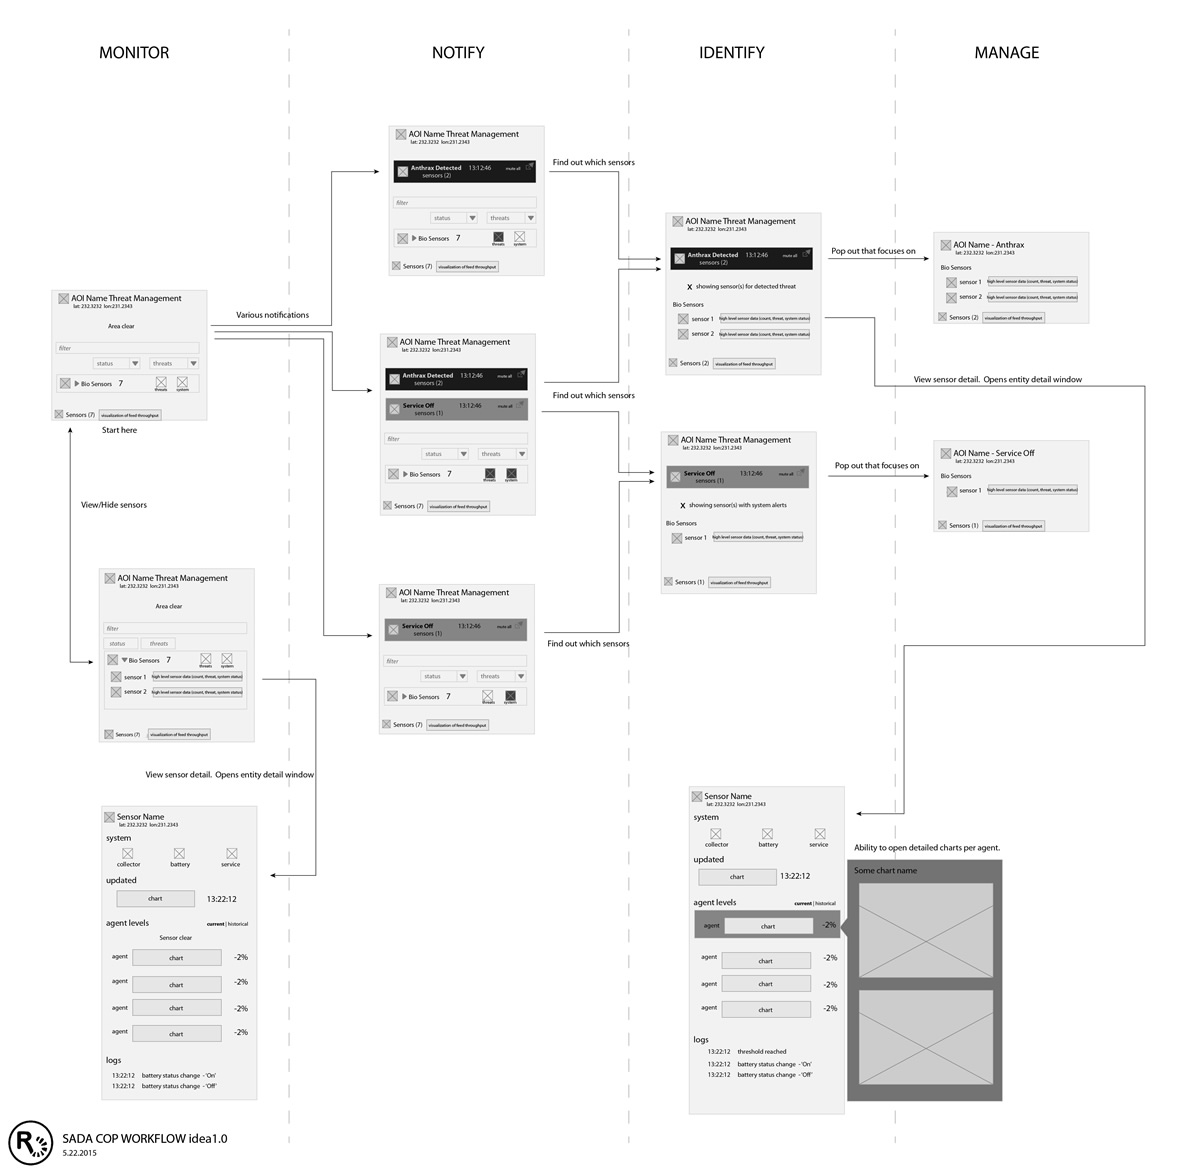 MONITOR
NOTIFY
IDENTIFY
MANAGE
AOI Name Threat Management
lat: 232.3232 lon:231.2343
Area clear
filter
status
threats
Bio Sensors 7
threats
system
Sensors (7)
visualization of feed throughput
Start here
View/Hide sensors
AOI Name Threat Management
lat: 232.3232 lon:231.2343
Area clear
filter
status
threats
Bio Sensors 7
threats
system
sensor 1 high level sensor data (count, threat, system status)
sensor 2 high level sensor data (count, threat, system status)
Sensors (7)
visualization of feed throughput
View sensor detail. Opens entity detail window
Sensor Name
lat: 232.3232 lon:231.2343
system
collector
battery
service
updated
chart
13:22:12
agent levels
current | historical
Sensor clear
agent chart -2%
agent chart -2%
agent chart -2%
agent chart -2%
logs
13:22:12 battery status change -'On'
13:22:12 battery status change -'Off'
Various notifications
AOI Name Threat Management
lat: 232.3232 lon:231.2343
Anthrax Detected 13:12:46 mute all
sensors (2)
filter
status
threats
Bio Sensors 7
threats
system
Sensors (7)
visualization of feed throughput
Find out which sensors
AOI Name Threat Management
lat: 232.3232 lon:231.2343
Anthrax Detected 13:12:46 mute all
sensors (2)
Service Off 13:12:46 mute all
sensors (1)
filter
status
threats
Bio Sensors 7
threats
system
Sensors (7)
visualization of feed throughput
Find out which sensors
AOI Name Threat Management
lat: 232.3232 lon:231.2343
Service Off 13:12:46 mute all
sensors (1)
filter
status
threats
Bio Sensors 7
threats
system
Sensors (7)
visualization of feed throughput
Find out which sensors
AOI Name Threat Management
lat: 232.3232 lon:231.2343
Anthrax Detected 13:12:46 mute all
sensors (2)
X showing sensor(s) for detected threat
Bio Sensors
sensor 1 high level sensor data (count, threat, system status)
sensor 2 high level sensor data (count, threat, system status)
Sensors (2)
visualization of feed throughput
AOI Name Threat Management
lat: 232.3232 lon:231.2343
Service Off 13:12:46 mute all
sensors (1)
X showing sensor(s) with system alerts
Bio Sensors
sensor 1 high level sensor data (count, threat, system status)
Sensors (1)
visualization of feed throughput
Pop out that focuses on
AOI Name - Anthrax
lat: 232.3232 lon:231.2343
Bio Sensors
sensor 1 high level sensor data (count, threat, system status)
sensor 2 high level sensor data (count, threat, system status)
Sensors (2)
visualization of feed throughput
View sensor detail. Opens entity detail window
Pop out that focuses on
AOI Name - Service Off
lat: 232.3232 lon:231.2343
Bio Sensors
sensor 1 high level sensor data (count, threat, system status)
Sensors (1)
visualization of feed throughput
Sensor Name
lat: 232.3232 lon:231.2343
system
collector
battery
service
updated
chart
13:22:12
agent levels
current | historical
agent chart -2%
agent chart -2%
agent chart -2%
agent chart -2%
logs
13:22:12 threshold reached
13:22:12 battery status change -'On'
13:22:12 battery status change -'Off'
Ability to open detailed charts per agent.
Some chart name
R
SADA COP WORKFLOW idea1.0
5.22.2015